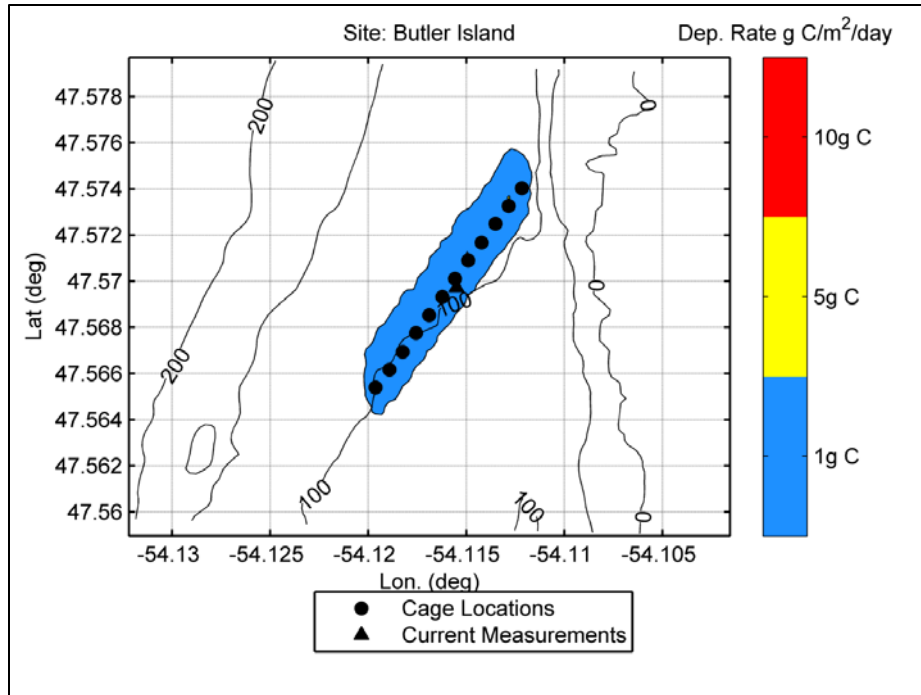 Site: Butler Island
Dep. Rate g C/m²/day
47.578
47.576
47.574
47.572
47.57
47.568
47.566
47.564
47.562
47.56
Lat (deg)
200
200
100
100
100
0
0
0
10g C
5g C
1g C
-54.13
-54.125
-54.12
-54.115
-54.11
-54.105
Lon. (deg)
Cage Locations
Current Measurements